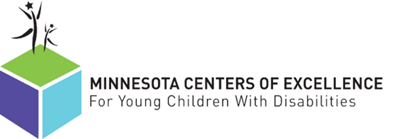 MINNESOTA CENTERS OF EXCELLENCE
For Young Children With Disabilities